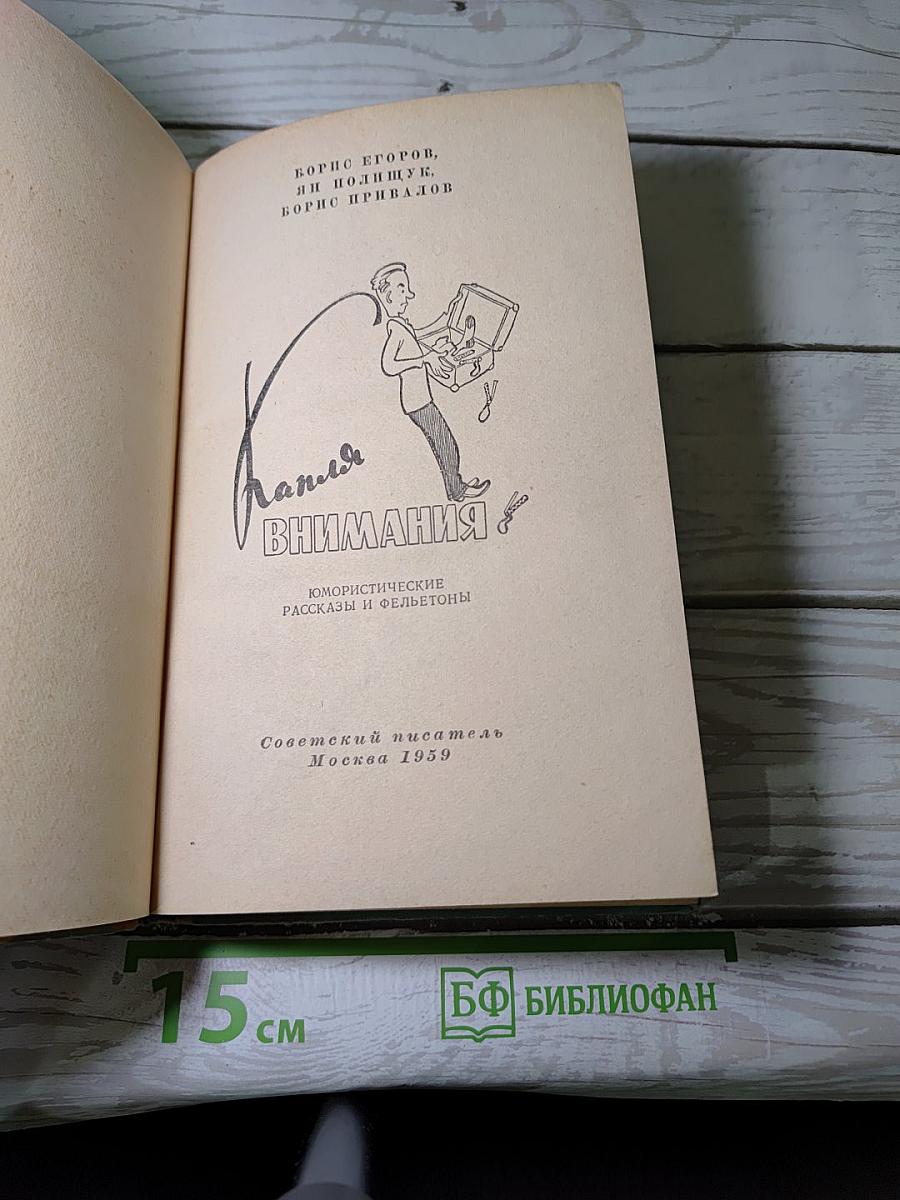 БОРИС ЕГОРОВ,
ЯН ПОЛИЩУК,
БОРИС ПРИВАЛОВ
Капля
ВНИМАНИЯ
ЮМОРИСТИЧЕСКИЕ
РАССКАЗЫ И ФЕЛЬЕТОНЫ
Советский писатель
Москва 1959
15 см
БФ БИБЛИОФАН